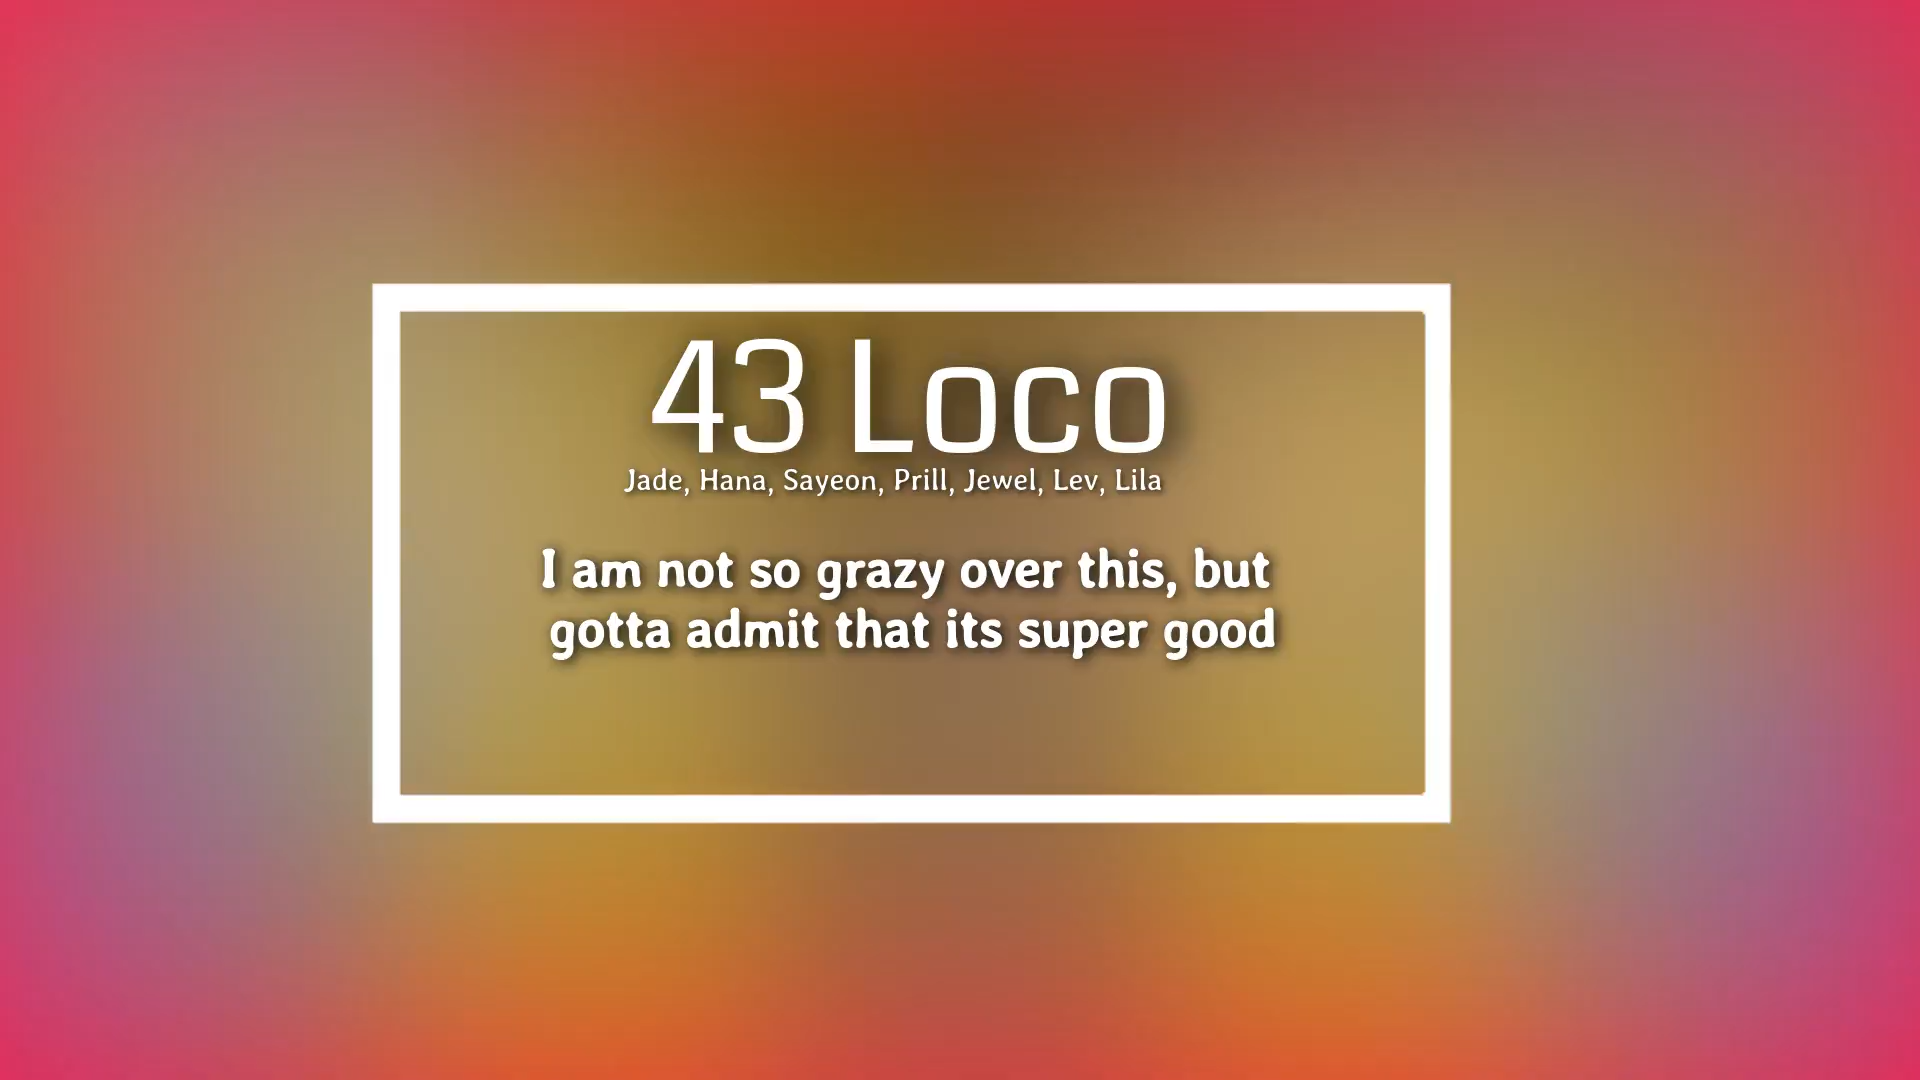 43 Loco
Jade, Hana, Sayeon, Prill, Jewel, Lev, Lila
I am not so grazy over this, but
gotta admit that its super good